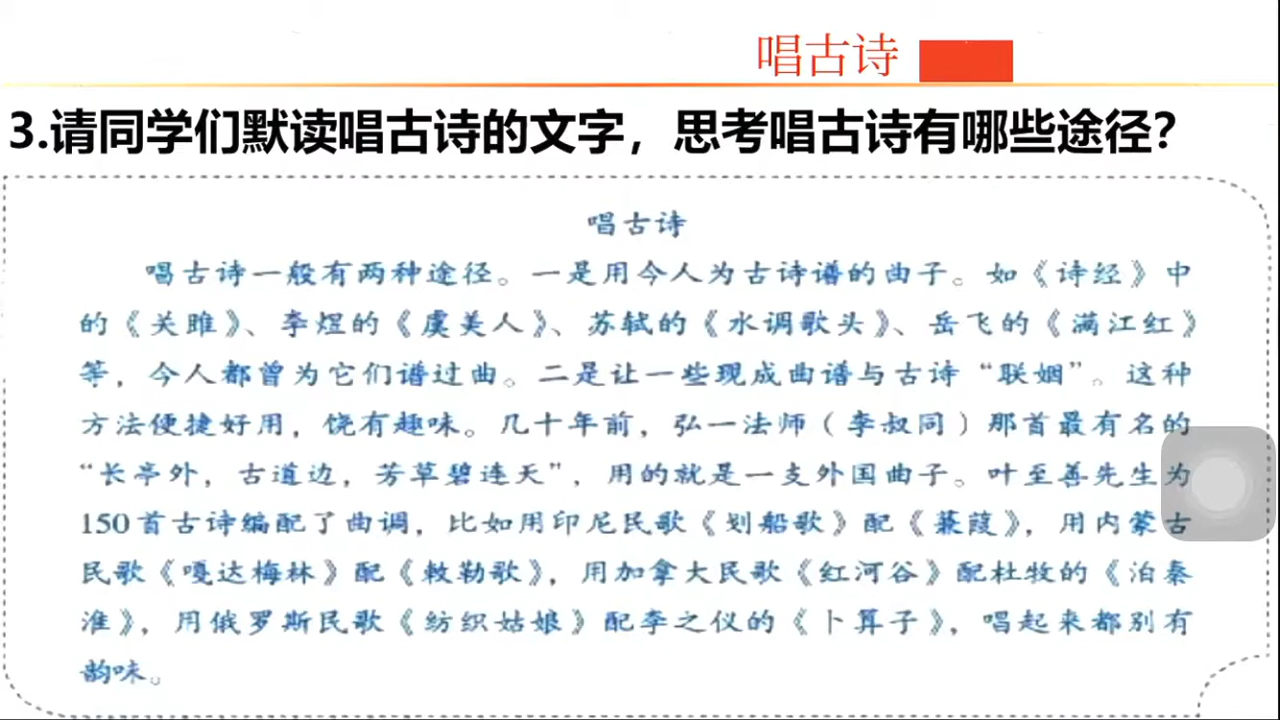 唱古诗
3.请同学们默读唱古诗的文字，思考唱古诗有哪些途径？
唱古诗
唱古诗一般有两种途径。一是用今人为古诗谱的曲子。如《诗经》中
的《关雎》、李煜的《虞美人》、苏轼的《水调歌头》、岳飞的《满江红》
等，今人都曾为它们谱过曲。二是让一些现成曲谱与古诗“联姻”。这种
方法便捷好用，饶有趣味。几十年前，弘一法师（李叔同）那首最有名的
“长亭外，古道边，芳草碧连天”，用的就是一支外国曲子。叶至善先生为
150首古诗编配了曲调，比如用印尼民歌《划船歌》配《蒹葭》，用内蒙古
民歌《嘎达梅林》配《敕勒歌》，用加拿大民歌《红河谷》配杜牧的《泊秦
淮》，用俄罗斯民歌《纺织姑娘》配李之仪的《卜算子》，唱起来都别有
韵味。